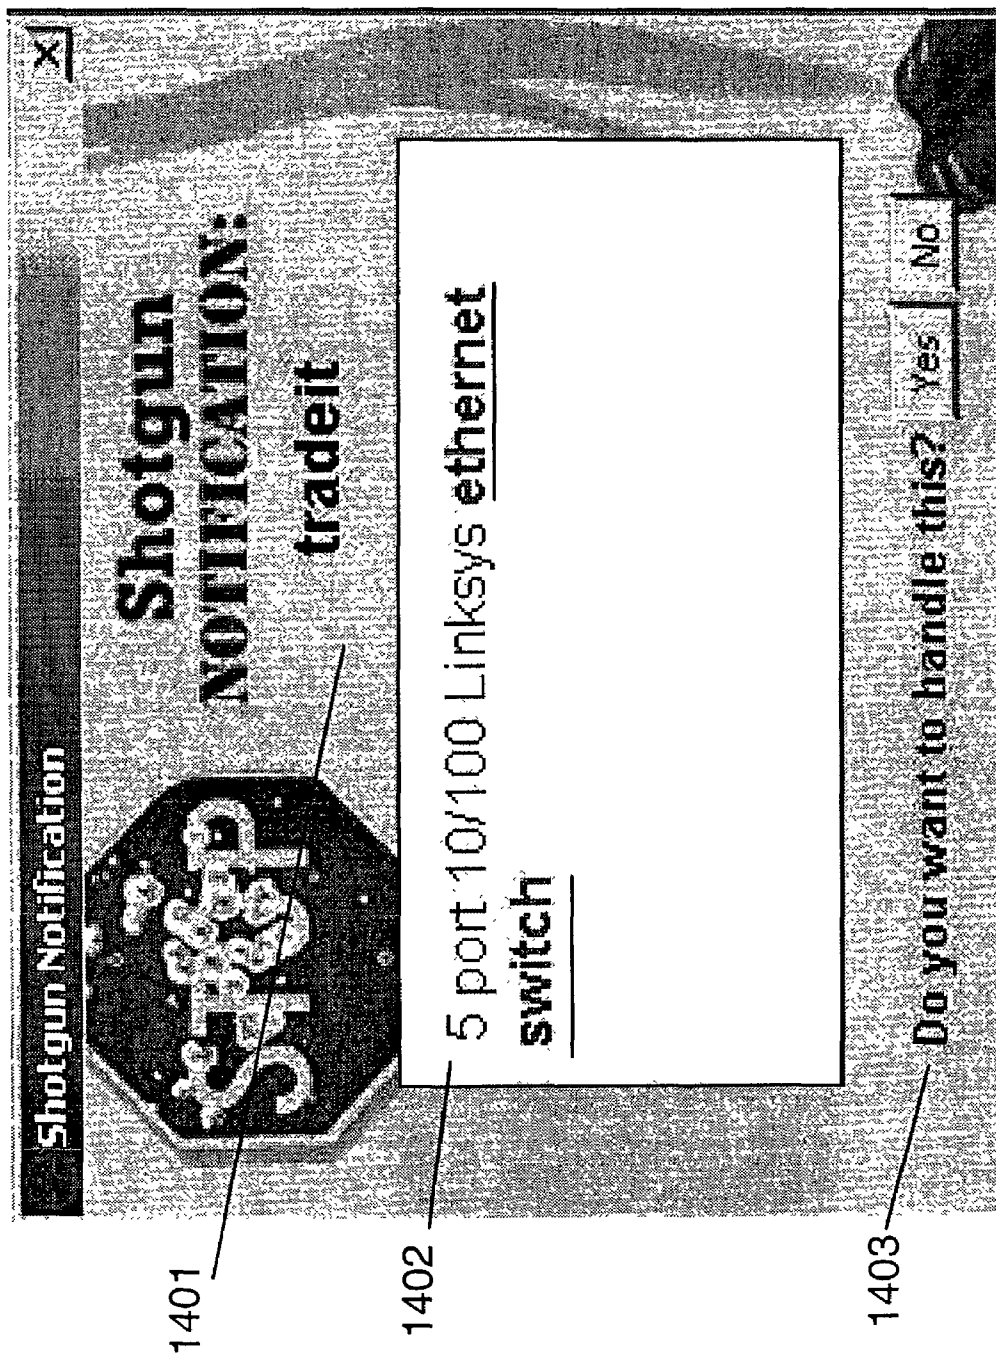 Shotgun Notification
X
Shotgun
NOTIFICATION:
tradeit
STOP
5 port 10/100 Linksys ethernet
switch
Do you want to handle this?
Yes
No
1401
1402
1403